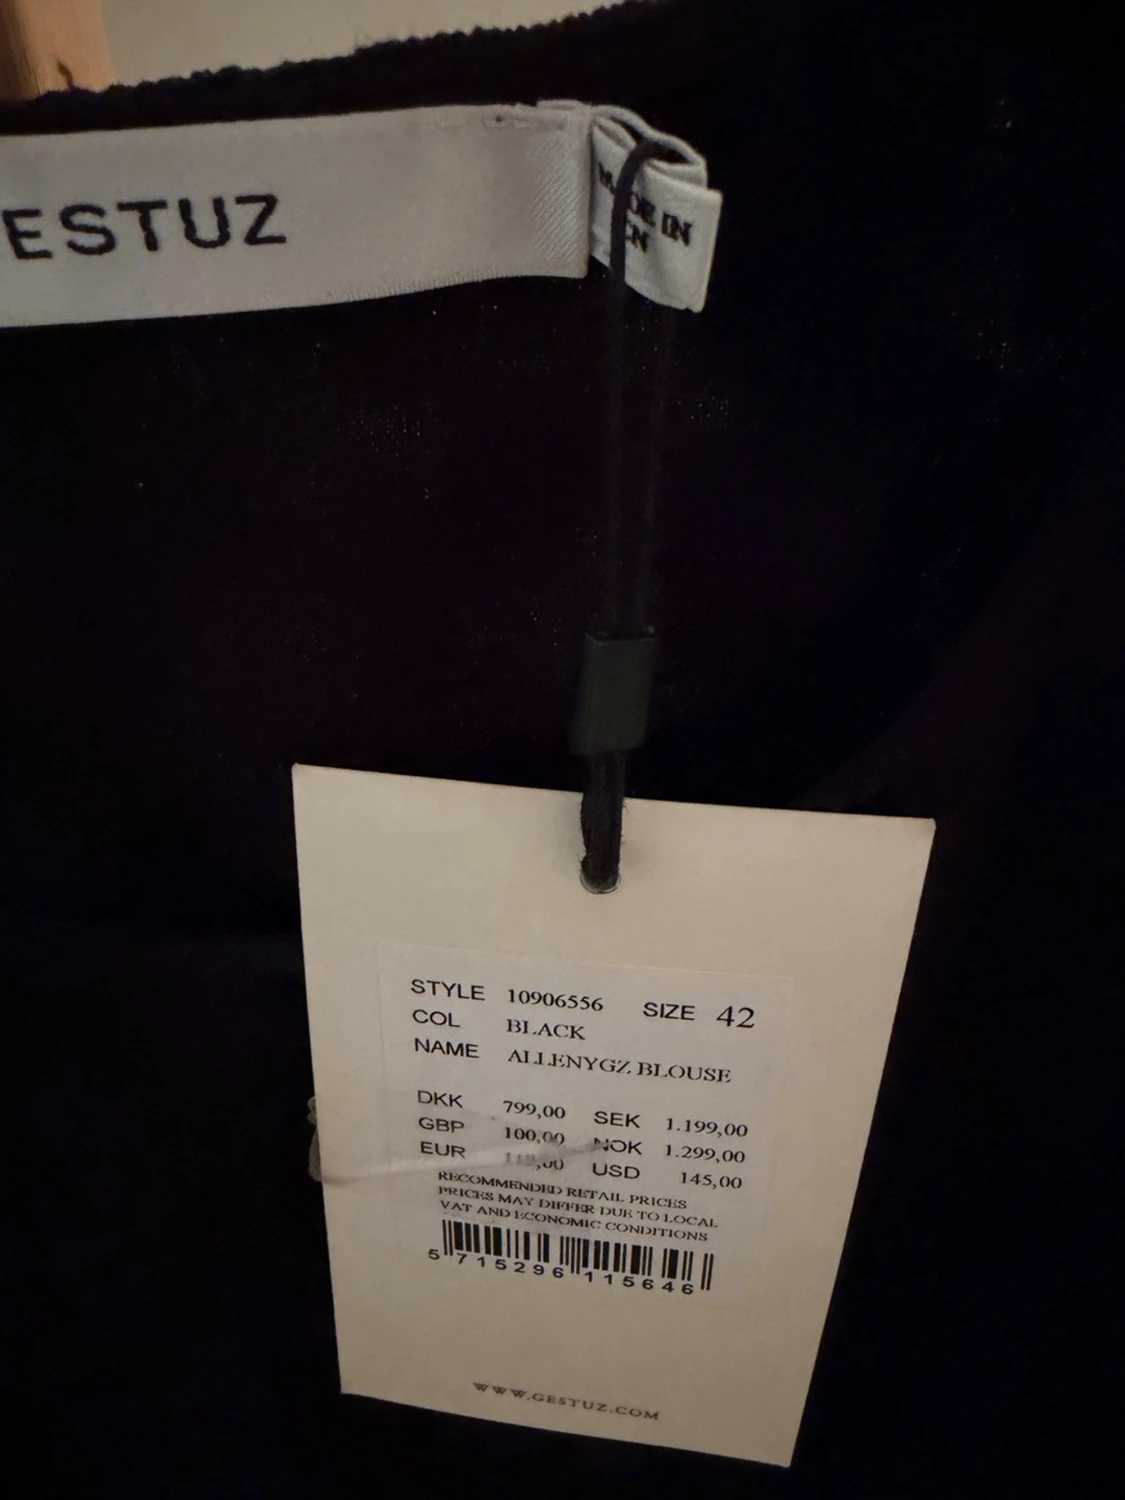 ESTUZ
MADE IN
CN
STYLE 10906556 SIZE 42
COL BLACK
NAME ALLENYGZ BLOUSE
DKK 799,00 SEK 1.199,00
GBP 100,00 NOK 1.299,00
EUR 119,00 USD 145,00
RECOMMENDED RETAIL PRICES
PRICES MAY DIFFER DUE TO LOCAL
VAT AND ECONOMIC CONDITIONS
5 715296 115646
WWW.GESTUZ.COM